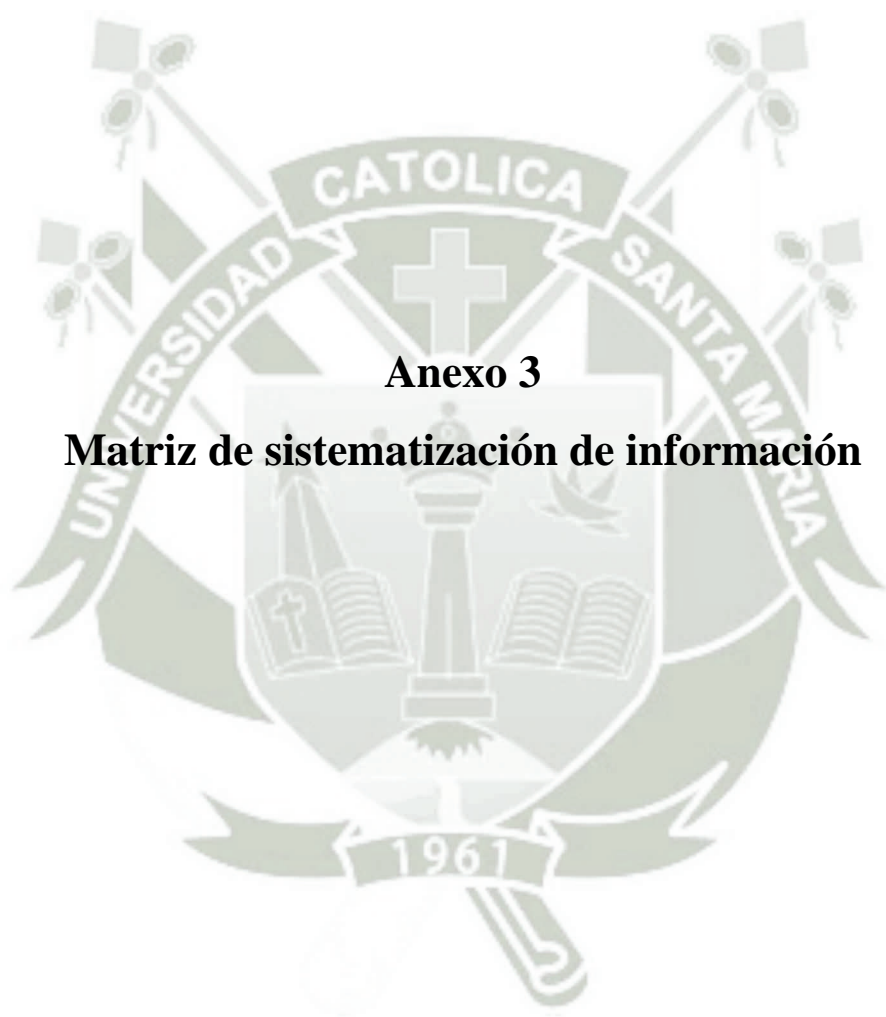 CATOLICA
UNIVERSIDAD
SANTA MARIA
Anexo 3
Matriz de sistematización de información
1961